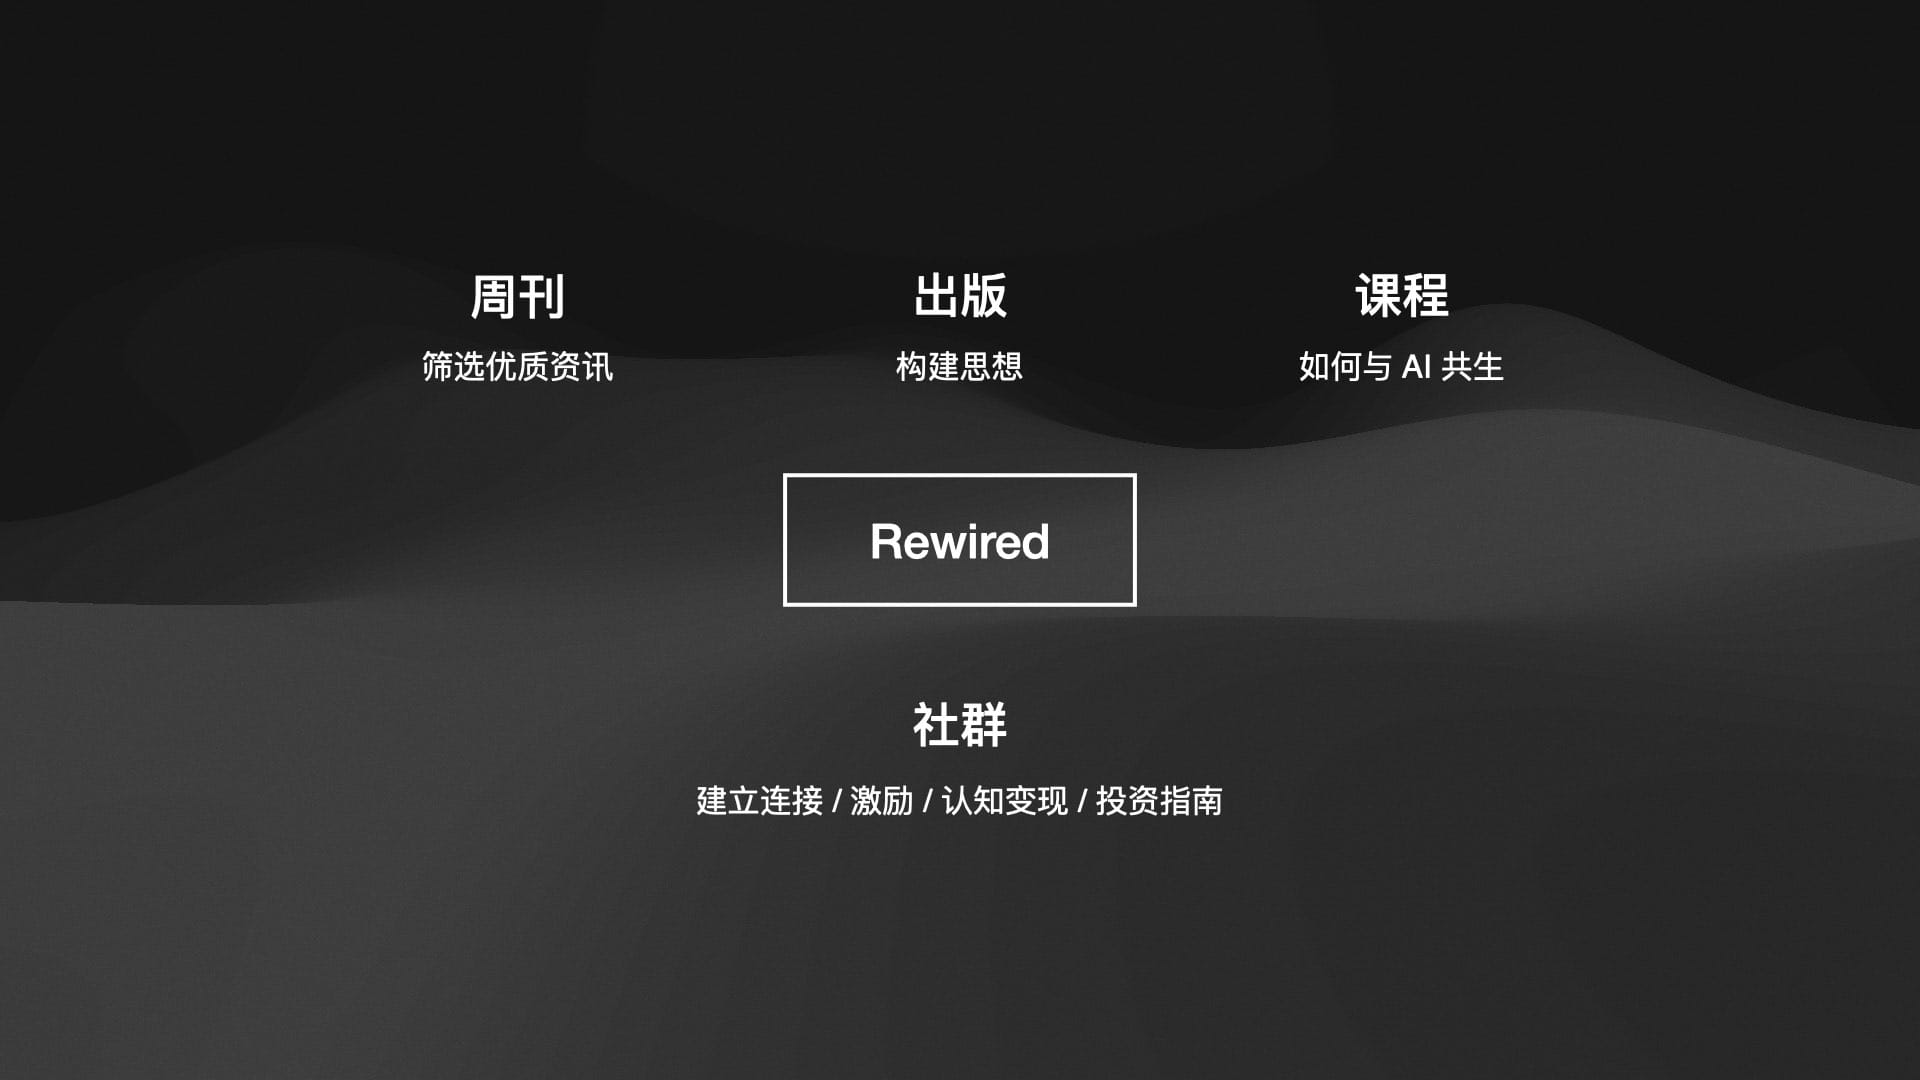 周刊
出版
课程
筛选优质资讯
构建思想
如何与 AI 共生
Rewired
社群
建立连接 / 激励 / 认知变现 / 投资指南